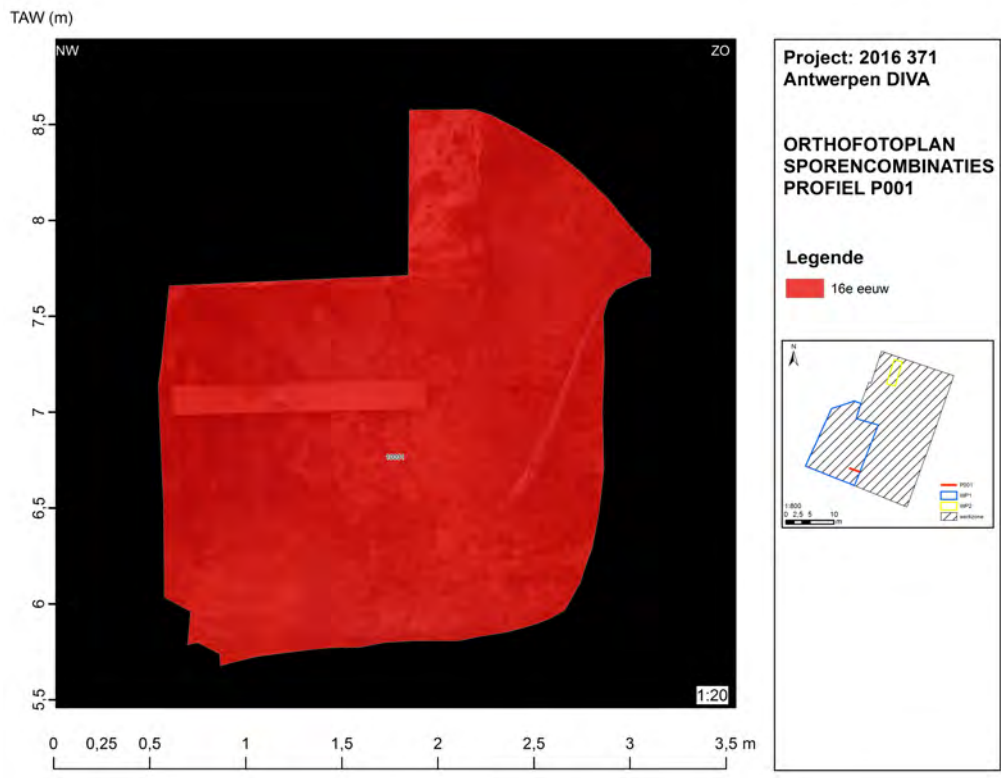 TAW (m)
NW
ZO
8,5
8
7,5
7
6,5
6
5,5
1:20
0 0,25 0,5 1 1,5 2 2,5 3 3,5 m
Project: 2016 371
Antwerpen DIVA
ORTHOFOTOPLAN
SPORENCOMBINATIES
PROFIEL P001
Legende
16e eeuw
N
P001
WP1
WP2
werkzone
1:800
0 2,5 5 10
m